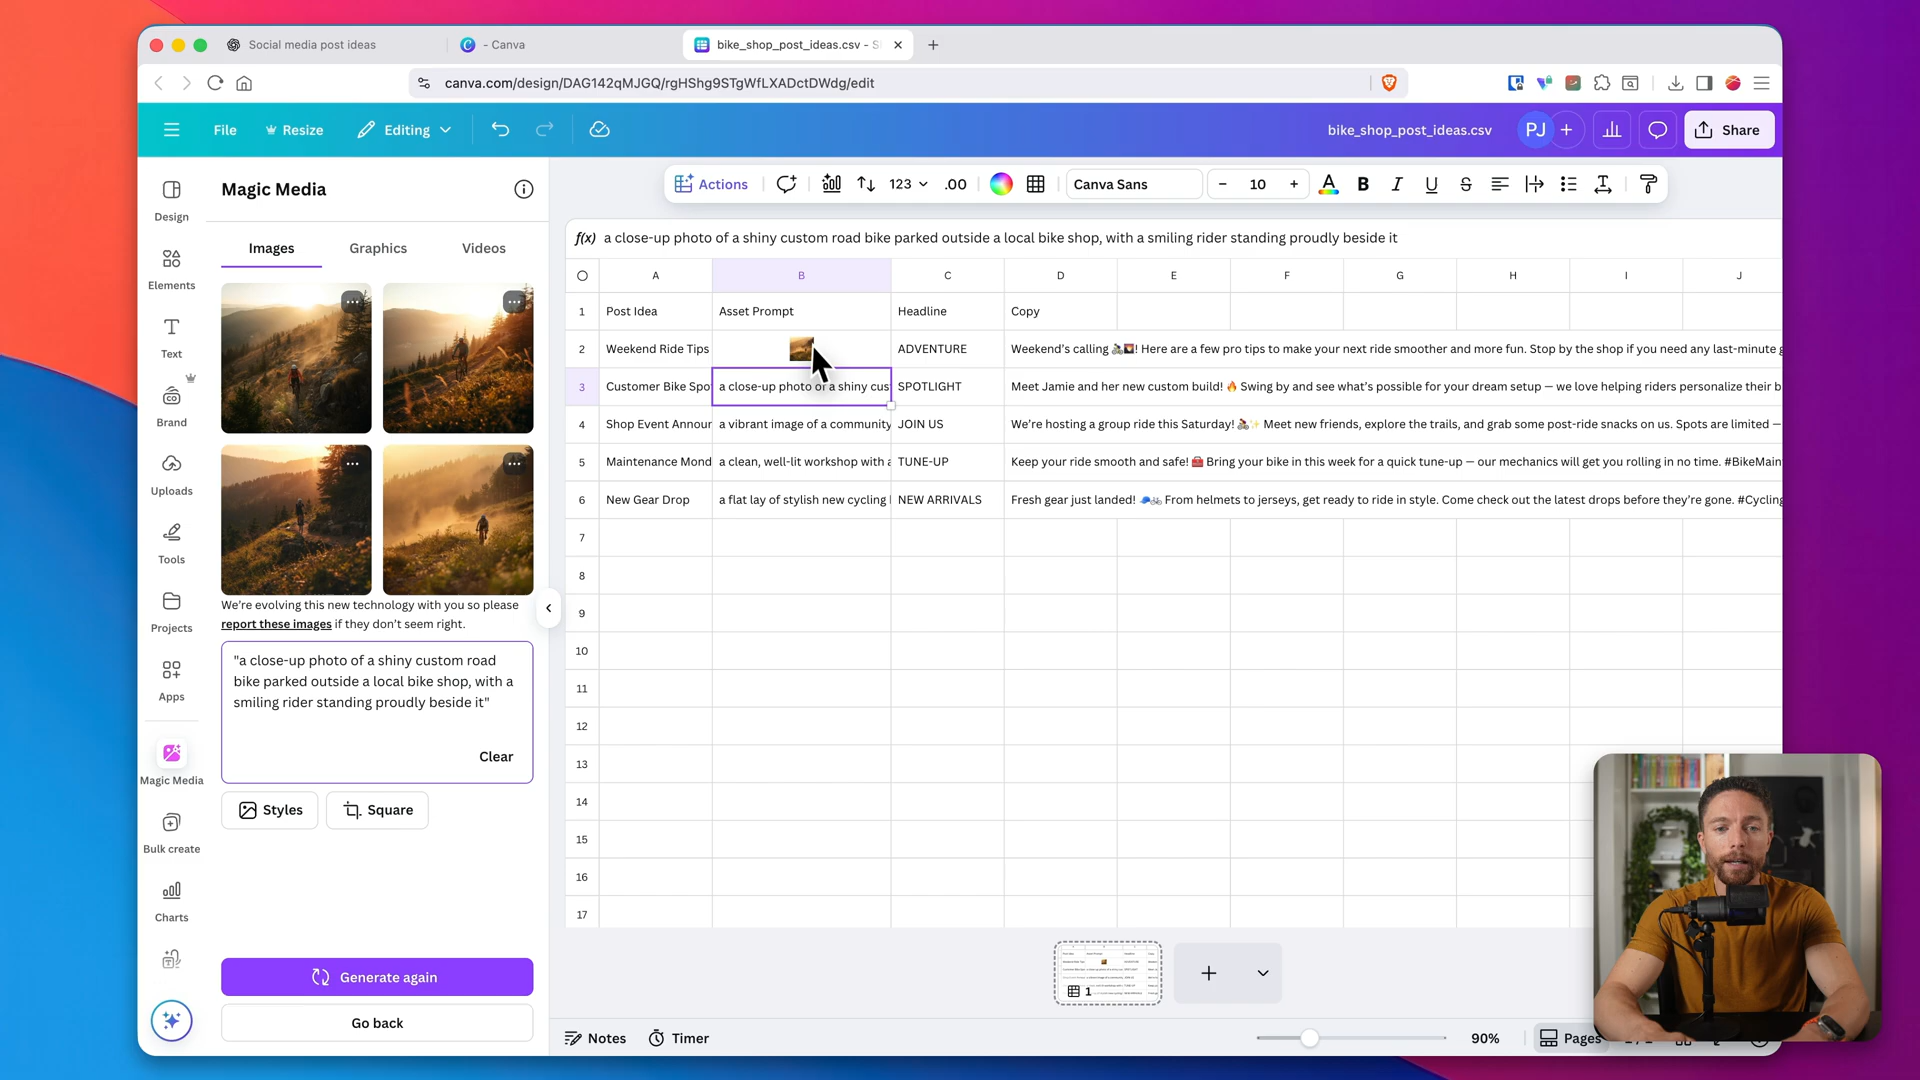 Social media post ideas
- Canva
bike_shop_post_ideas.csv - S
canva.com/design/DAG142qMJGQ/rgHShg9STgWfLXADctDWdg/edit
File
Resize
Editing
bike_shop_post_ideas.csv
PJ
Share
Design
Elements
Text
Brand
Uploads
Tools
Projects
Apps
Magic Media
Bulk create
Charts
Magic Media
Images
Graphics
Videos
We're evolving this new technology with you so please
report these images if they don't seem right.
"a close-up photo of a shiny custom road
bike parked outside a local bike shop, with a
smiling rider standing proudly beside it"
Clear
Styles
Square
Generate again
Go back
Actions
123
.00
Canva Sans
10
A
B
I
U
S
f(x) a close-up photo of a shiny custom road bike parked outside a local bike shop, with a smiling rider standing proudly beside it
A B C D E F G H I J
1 Post Idea Asset Prompt Headline Copy
2 Weekend Ride Tips ADVENTURE Weekend's calling 🚵🌄! Here are a few pro tips to make your next ride smoother and more fun. Stop by the shop if you need any last-minute g
3 Customer Bike Spo a close-up photo of a shiny cus SPOTLIGHT Meet Jamie and her new custom build! 🔥 Swing by and see what's possible for your dream setup — we love helping riders personalize their b
4 Shop Event Announ a vibrant image of a community JOIN US We're hosting a group ride this Saturday! 🚴✨ Meet new friends, explore the trails, and grab some post-ride snacks on us. Spots are limited —
5 Maintenance Mond a clean, well-lit workshop with a TUNE-UP Keep your ride smooth and safe! 🧰 Bring your bike in this week for a quick tune-up — our mechanics will get you rolling in no time. #BikeMain
6 New Gear Drop a flat lay of stylish new cycling NEW ARRIVALS Fresh gear just landed! 🧢🚲 From helmets to jerseys, get ready to ride in style. Come check out the latest drops before they're gone. #Cycling
7
8
9
10
11
12
13
14
15
16
17
1
Notes
Timer
90%
Pages